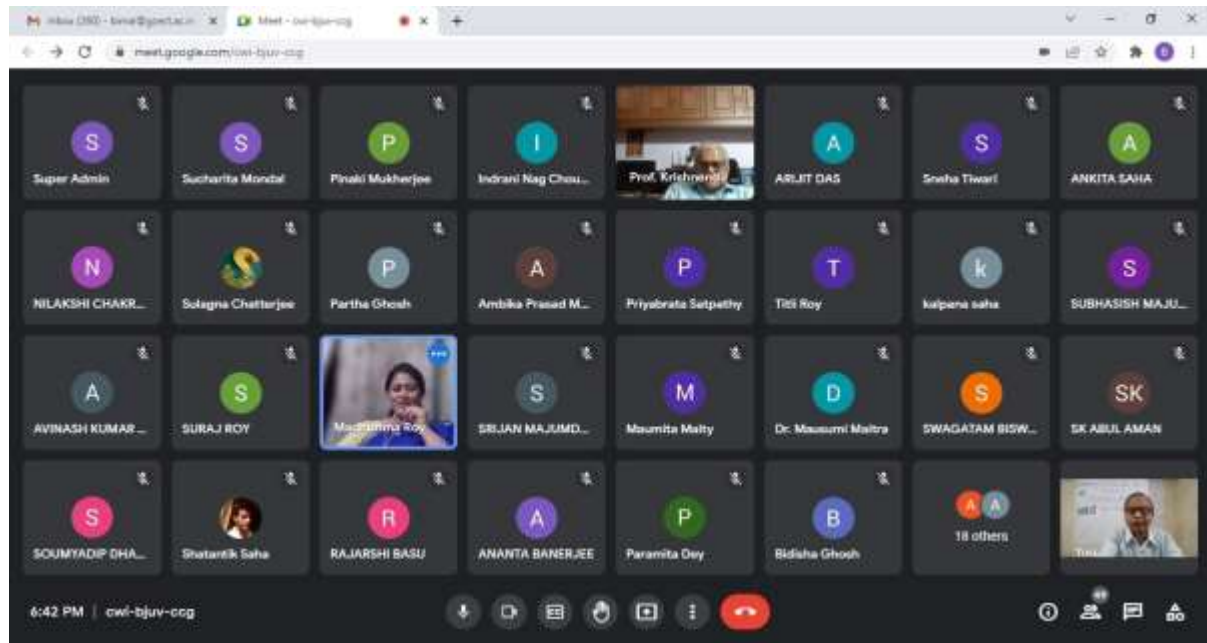 Meet - cwi-bjuv-ccg
meet.google.com/cwi-bjuv-ccg
S S P I A S A
Super Admin Sucharita Mondal Pinaki Mukherjee Indrani Nag Chou... Prof. Krishnendu ARIJIT DAS Sneha Tiwari ANKITA SAHA
N S P A P T k S
NILAKSHI CHAKR... Sulagna Chatterjee Partha Ghosh Ambika Prasad M... Priyabrata Satpathy Titli Roy kalpana saha SUBHASISH MAJU...
A S S M D S SK
AVINASH KUMAR ... SURAJ ROY Madhurima Roy SRIJAN MAJUMD... Maumita Maity Dr. Mausumi Maitra SWAGATAM BISW... SK ABUL AMAN
S R A P B A A
SOUMYADIP DHA... Shatantik Saha RAJARSHI BASU ANANTA BANERJEE Paramita Dey Bidisha Ghosh 18 others You
6:42 PM | cwi-bjuv-ccg